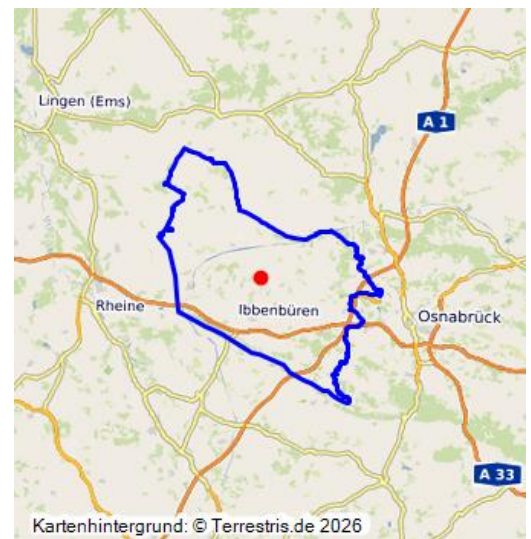 Lingen (Ems)
A 1
Rheine
Ibbenbüren
Osnabrück
A 33
Kartenhintergrund: © Terrestris.de 2026